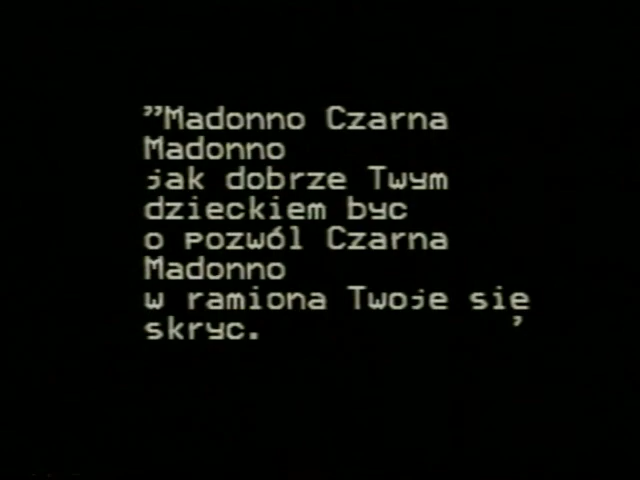 ”Madonno Czarna
Madonno
jak dobrze Twym
dzieckiem byc
o pozwól Czarna
Madonno
w ramiona Twoje się
skryc.